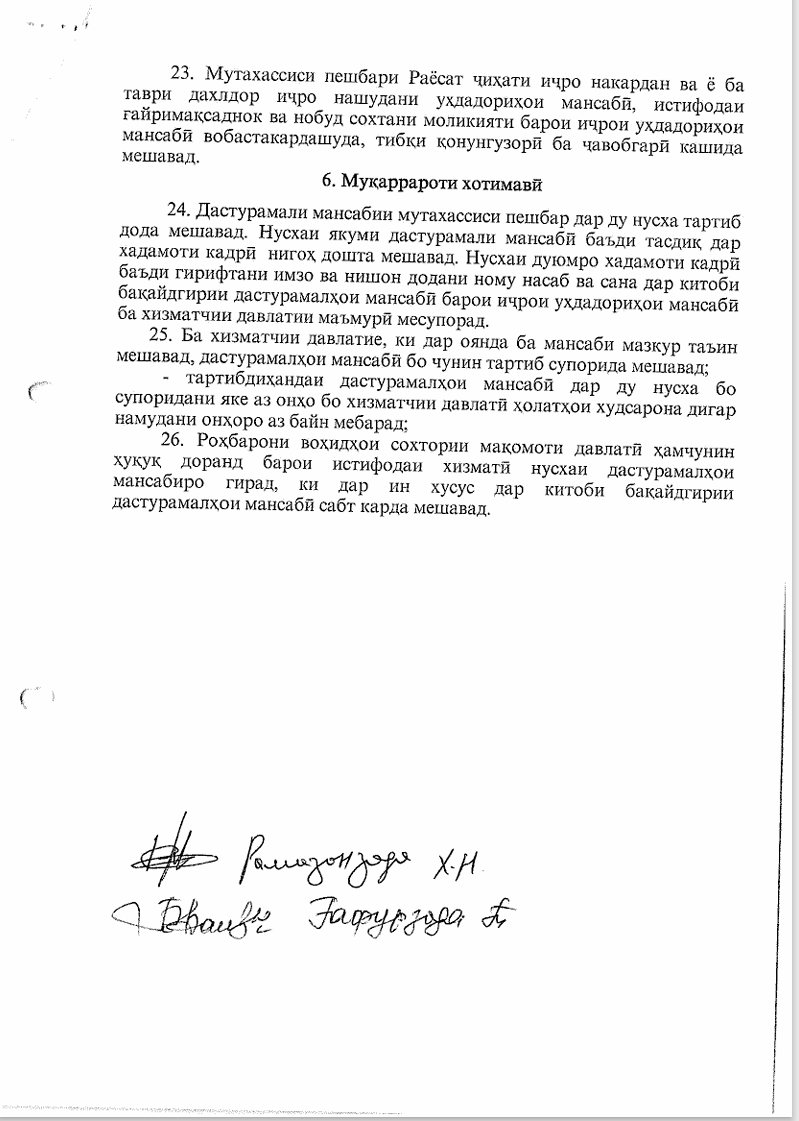 23. Мутахассиси пешбари Раёсат ҷиҳати иҷро накардан ва ё ба
таври дахлдор иҷро нашудани уҳдадориҳои мансабӣ, истифодаи
ғайримақсаднок ва нобуд сохтани моликияти барои иҷрои уҳдадориҳои
мансабӣ вобастакардашуда, тибқи қонунгузорӣ ба ҷавобгарӣ кашида
мешавад.
6. Муқаррароти хотимавӣ
24. Дастурамали мансабии мутахассиси пешбар дар ду нусха тартиб
дода мешавад. Нусхаи якуми дастурамали мансабӣ баъди тасдиқ дар
хадамоти кадрӣ нигоҳ дошта мешавад. Нусхаи дуюмро хадамоти кадрӣ
баъди гирифтани имзо ва нишон додани ному насаб ва сана дар китоби
бақайдгирии дастурамалҳои мансабӣ барои иҷрои уҳдадориҳои мансабӣ
ба хизматчии давлатии маъмурӣ месупорад.
25. Ба хизматчии давлатие, ки дар оянда ба мансаби мазкур таъин
мешавад, дастурамалҳои мансабӣ бо чунин тартиб супорида мешавад;
- тартибдиҳандаи дастурамалҳои мансабӣ дар ду нусха бо
супоридани яке аз онҳо бо хизматчии давлатӣ ҳолатҳои худсарона дигар
намудани онҳоро аз байн мебарад;
26. Роҳбарони воҳидҳои сохтории мақомоти давлатӣ ҳамчунин
ҳуқуқ доранд барои истифодаи хизматӣ нусхаи дастурамалҳои
мансабиро гирад, ки дар ин хусус дар китоби бақайдгирии
дастурамалҳои мансабӣ сабт карда мешавад.
Рамазонзода Х.Н
Ғафурзода